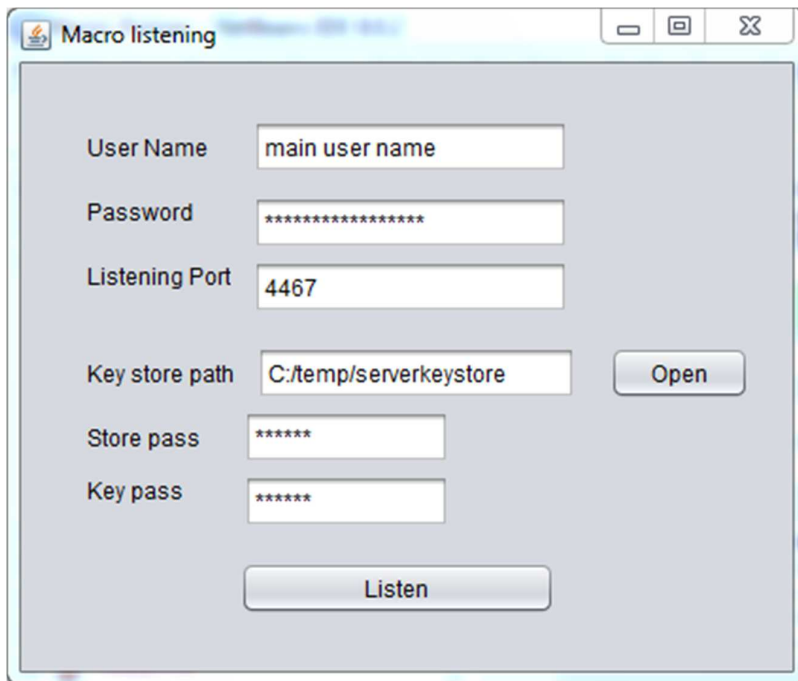 Macro listening
User Name main user name
Password *****************
Listening Port 4467
Key store path C:/temp/serverkeystore Open
Store pass ******
Key pass ******
Listen